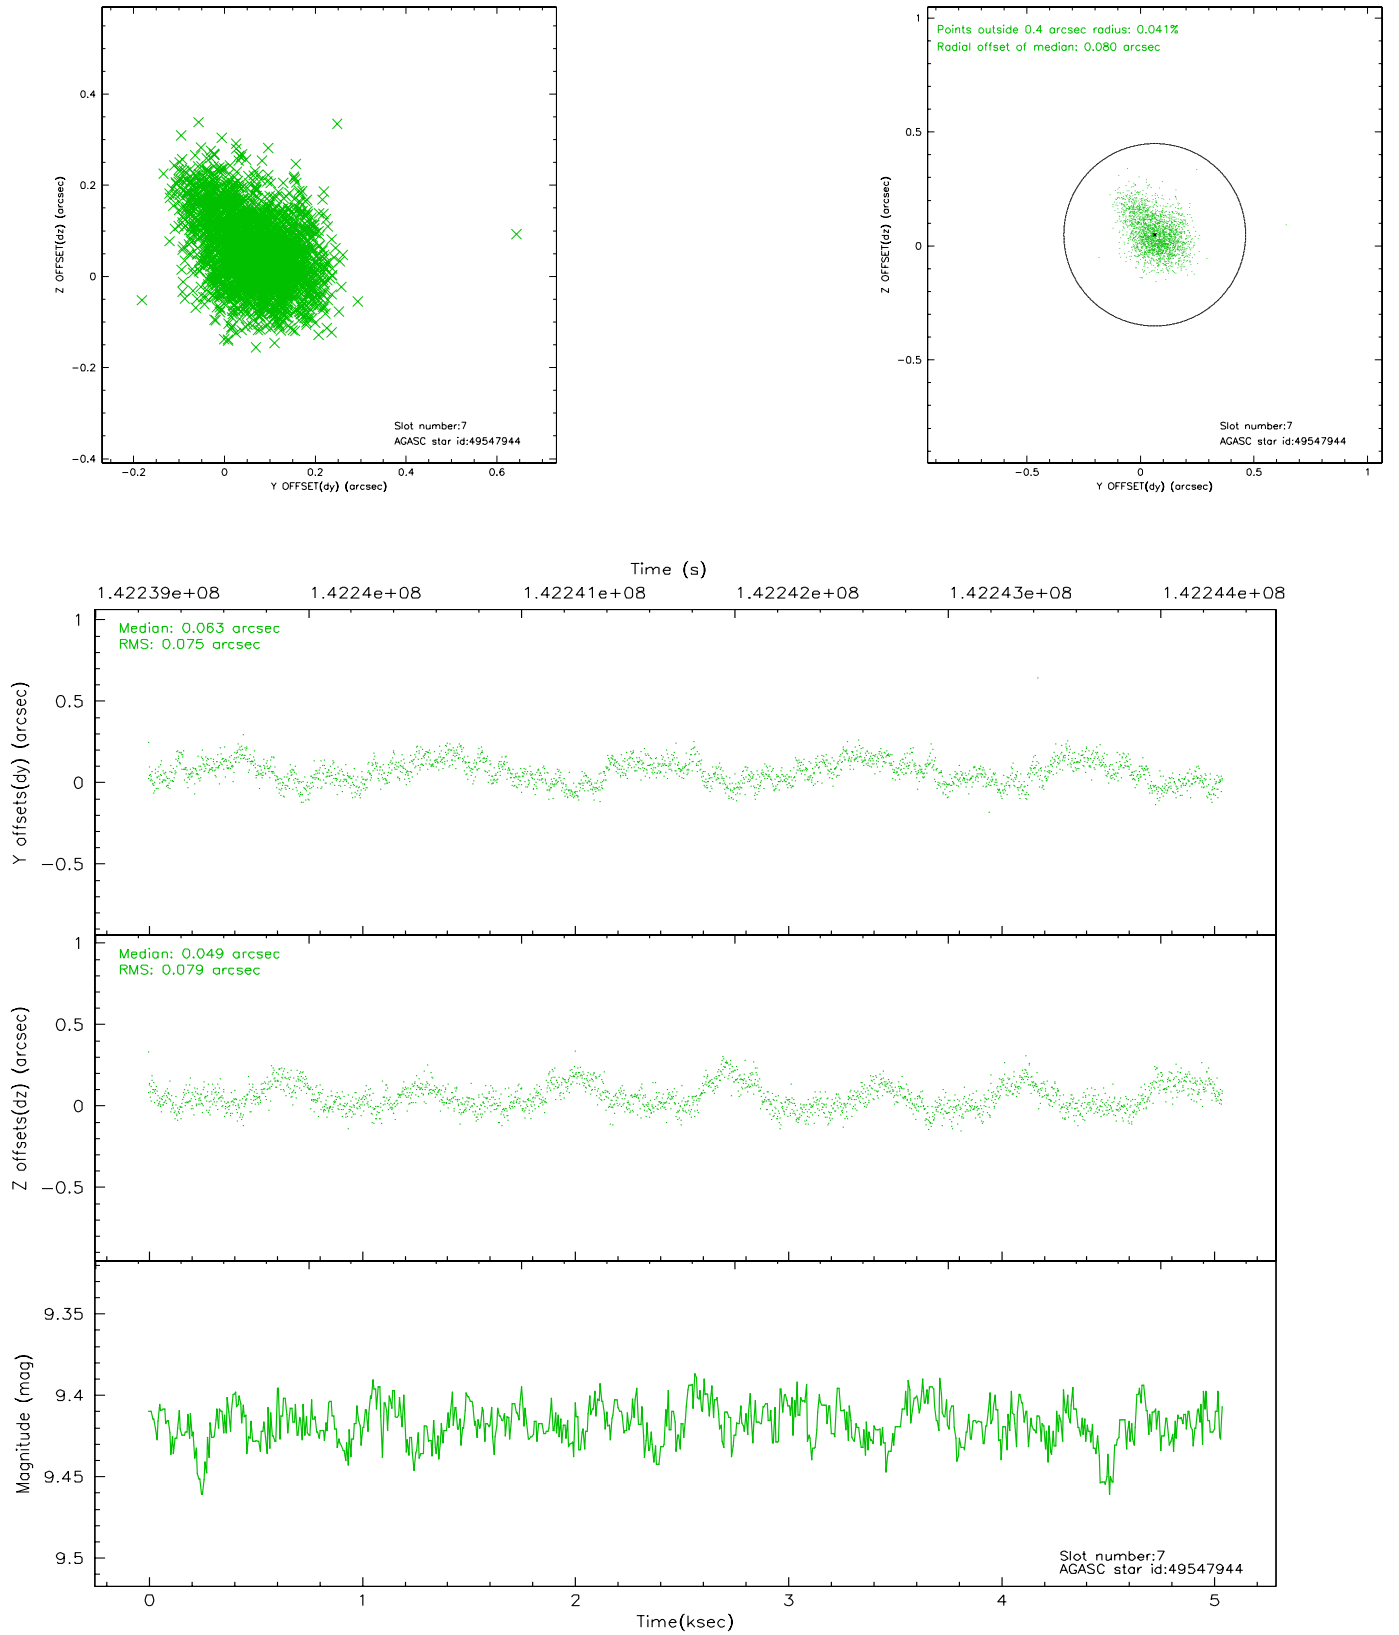 0.4
0.2
0
−0.2
−0.4
Z OFFSET(dz) (arcsec)
Slot number:7
AGASC star id:49547944
−0.2 0 0.2 0.4 0.6
Y OFFSET(dy) (arcsec)
Points outside 0.4 arcsec radius: 0.041%
Radial offset of median: 0.080 arcsec
1
0.5
0
−0.5
Z OFFSET(dz) (arcsec)
Slot number:7
AGASC star id:49547944
−0.5 0 0.5 1
Y OFFSET(dy) (arcsec)
Time (s)
1.42239e+08 1.4224e+08 1.42241e+08 1.42242e+08 1.42243e+08 1.42244e+08
Median: 0.063 arcsec
RMS: 0.075 arcsec
1
0.5
0
−0.5
Y offsets(dy) (arcsec)
Median: 0.049 arcsec
RMS: 0.079 arcsec
1
0.5
0
−0.5
Z offsets(dz) (arcsec)
9.35
9.4
9.45
9.5
Magnitude (mag)
Slot number:7
AGASC star id:49547944
0 1 2 3 4 5
Time(ksec)